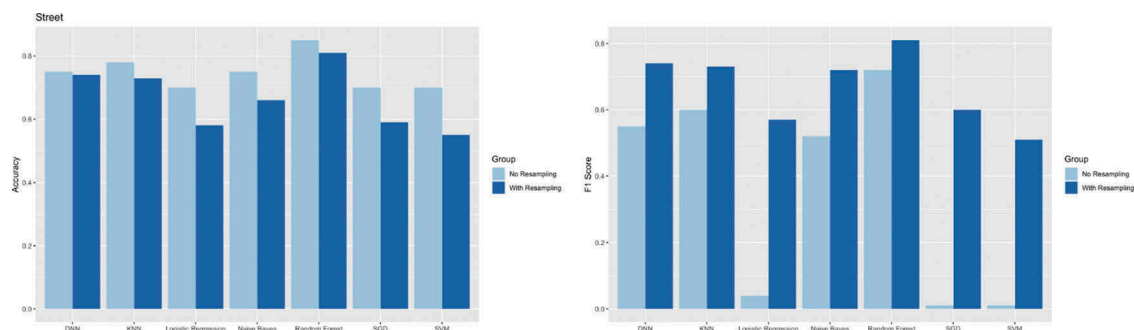 Street
Accuracy
0.8
0.6
0.4
0.2
0.0
DNN
KNN
Logistic Regression
Naive Bayes
Random Forest
SGD
SVM
Group
No Resampling
With Resampling
F1 Score
0.8
0.6
0.4
0.2
0.0
DNN
KNN
Logistic Regression
Naive Bayes
Random Forest
SGD
SVM
Group
No Resampling
With Resampling